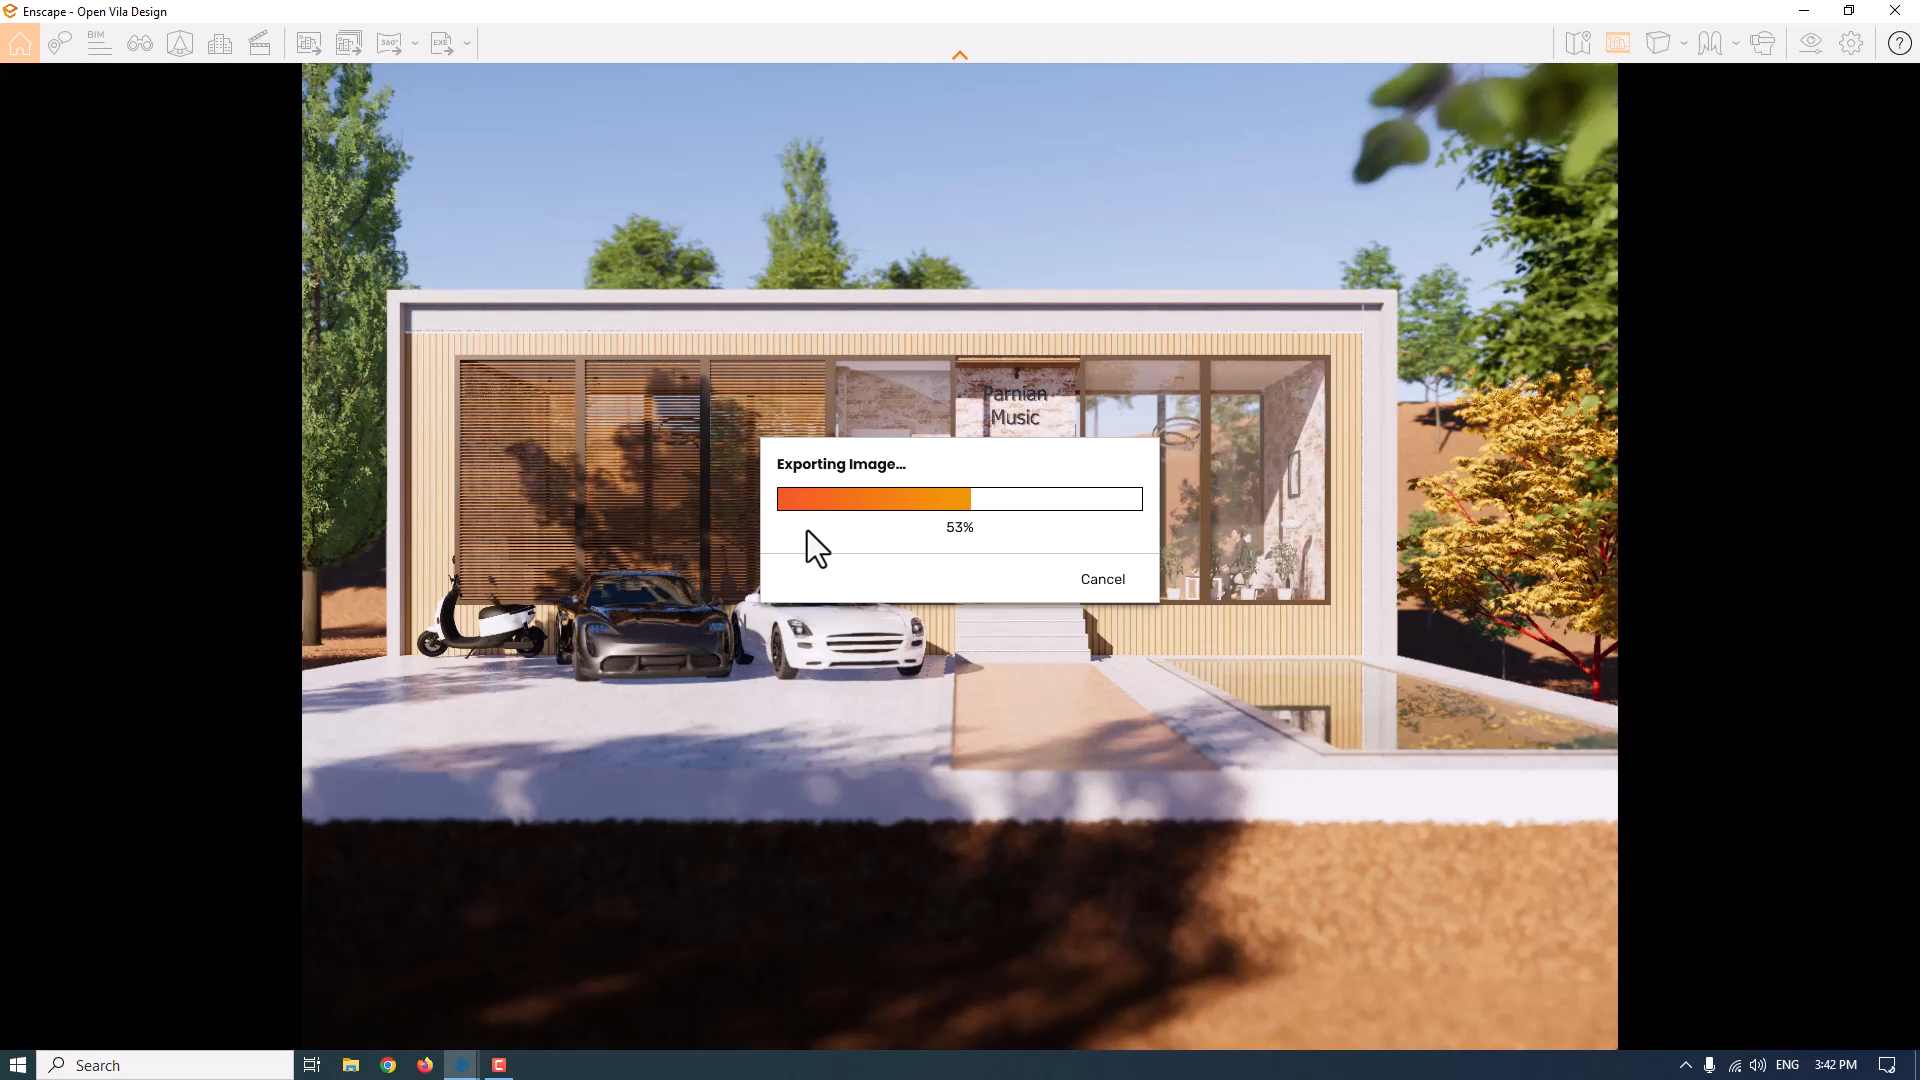 Enscape - Open Vila Design
BIM
360°
EXE
?
Parnian
Music
Exporting Image...
53%
Cancel
Search
ENG
3:42 PM